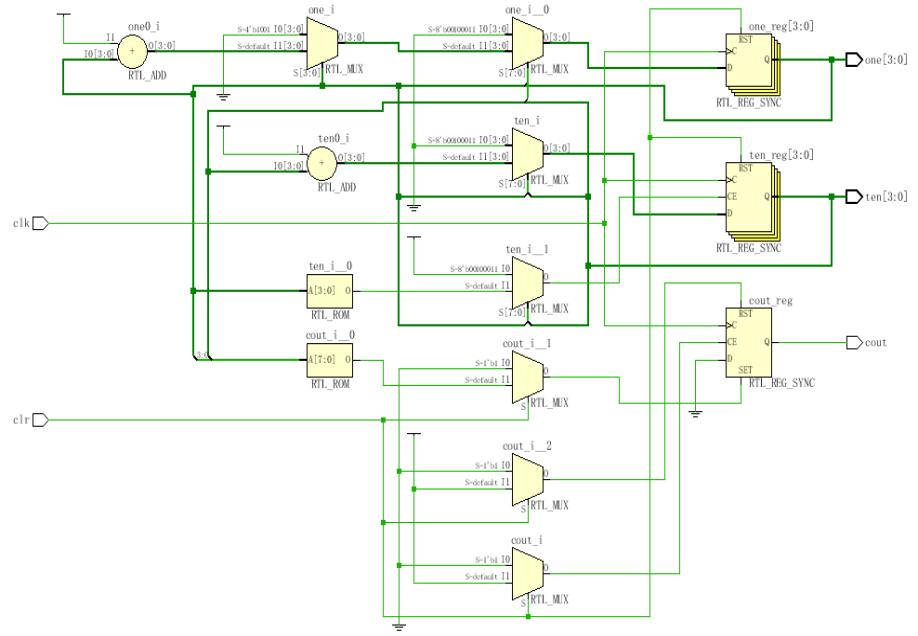 one0_i
I1
I0[3:0]
+
O[3:0]
RTL_ADD
one_i
S=4'b1001 I0[3:0]
S=default I1[3:0]
O[3:0]
S[3:0]
RTL_MUX
one_i__0
S=8'b00100011 I0[3:0]
S=default I1[3:0]
O[3:0]
S[7:0]
RTL_MUX
one_reg[3:0]
RST
C
D
Q
RTL_REG_SYNC
one[3:0]
ten0_i
I1
I0[3:0]
+
O[3:0]
RTL_ADD
ten_i
S=8'b00100011 I0[3:0]
S=default I1[3:0]
O[3:0]
S[7:0]
RTL_MUX
ten_reg[3:0]
RST
C
CE
D
Q
RTL_REG_SYNC
ten[3:0]
clk
ten_i__0
A[3:0] O
RTL_ROM
ten_i__1
S=8'b00100011 I0
S=default I1
O
S[7:0]
RTL_MUX
cout_i__0
3:0
A[7:0] O
RTL_ROM
cout_i__1
S=1'b1 I0
S=default I1
O
S
RTL_MUX
cout_reg
RST
C
CE
D
SET
Q
RTL_REG_SYNC
cout
clr
cout_i__2
S=1'b1 I0
S=default I1
O
S
RTL_MUX
cout_i
S=1'b1 I0
S=default I1
O
S
RTL_MUX